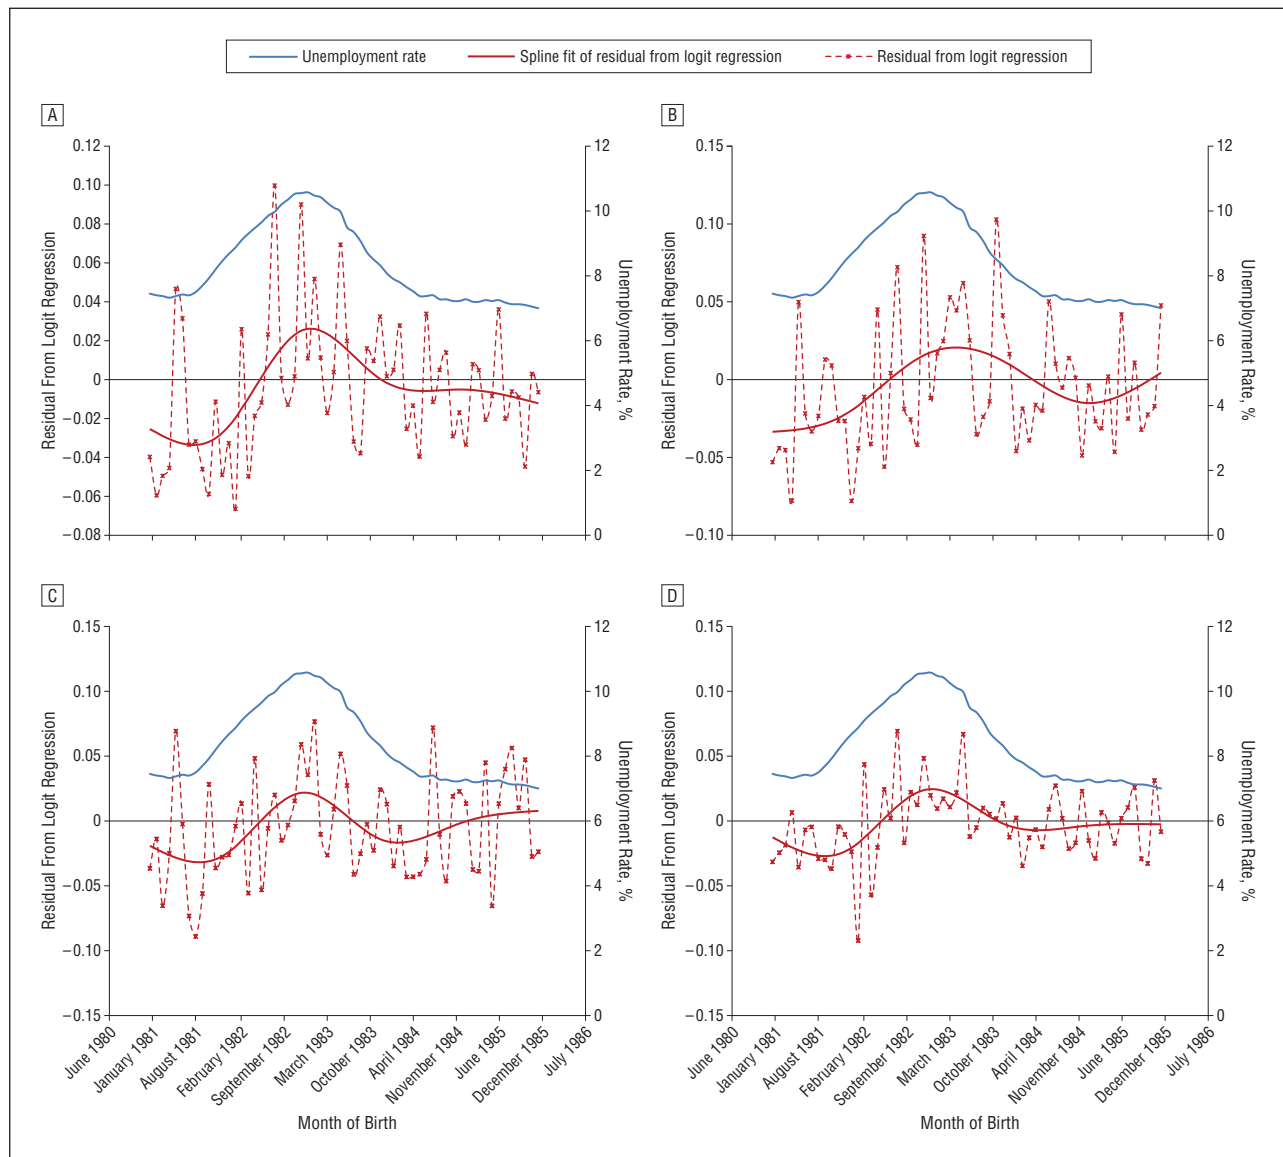 Unemployment rate
Spline fit of residual from logit regression
Residual from logit regression
A
0.12
0.10
0.08
0.06
0.04
0.02
0
−0.02
−0.04
−0.06
−0.08
Residual From Logit Regression
12
10
8
6
4
2
0
Unemployment Rate, %
B
0.15
0.10
0.05
0
−0.05
−0.10
Residual From Logit Regression
12
10
8
6
4
2
0
Unemployment Rate, %
C
0.15
0.10
0.05
0
−0.05
−0.10
−0.15
Residual From Logit Regression
12
10
8
6
4
2
0
Unemployment Rate, %
June 1980
January 1981
August 1981
February 1982
September 1982
March 1983
October 1983
April 1984
November 1984
June 1985
December 1985
July 1986
Month of Birth
D
0.15
0.10
0.05
0
−0.05
−0.10
−0.15
Residual From Logit Regression
12
10
8
6
4
2
0
Unemployment Rate, %
June 1980
January 1981
August 1981
February 1982
September 1982
March 1983
October 1983
April 1984
November 1984
June 1985
December 1985
July 1986
Month of Birth